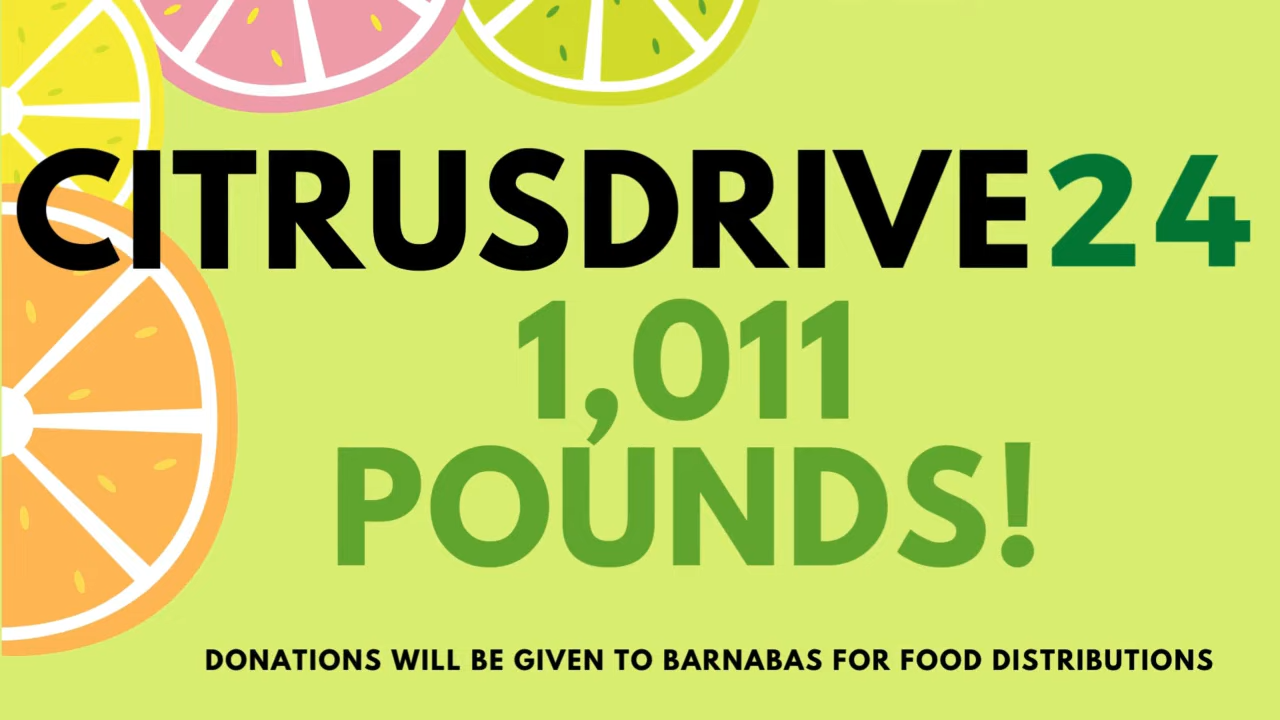 CITRUSDRIVE24
1,011
POUNDS!
DONATIONS WILL BE GIVEN TO BARNABAS FOR FOOD DISTRIBUTIONS